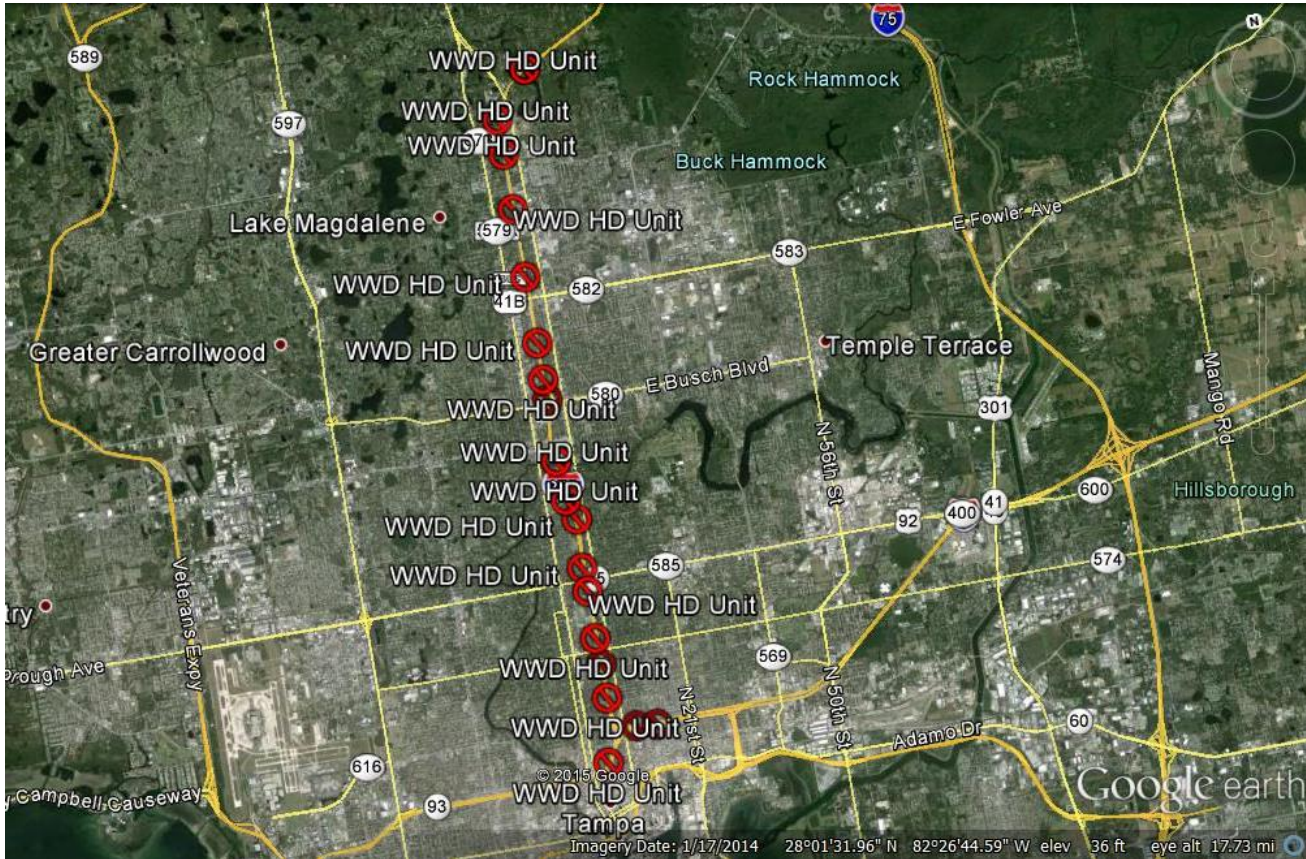 75
589
WWD HD Unit
Rock Hammock
WWD HD Unit
597
WWD HD Unit
Buck Hammock
Lake Magdalene
WWD HD Unit
579
E Fowler Ave
583
WWD HD Unit
582
41B
WWD HD Unit
Greater Carrollwood
Temple Terrace
E Busch Blvd
580
Mango Rd
WWD HD Unit
301
WWD HD Unit
N 56th St
WWD HD Unit
600
Hillsborough
41
400
92
WWD HD Unit
574
585
WWD HD Unit
WWD HD Unit
try
Veterans Expy
569
WWD HD Unit
N 21st St
N 50th St
WWD HD Unit
60
Adamo Dr
616
© 2015 Google
Google earth
Campbell Causeway
93
WWD HD Unit
Tampa
Imagery Date: 1/17/2014 28°01'31.96" N 82°26'44.59" W elev 36 ft eye alt 17.73 mi
N